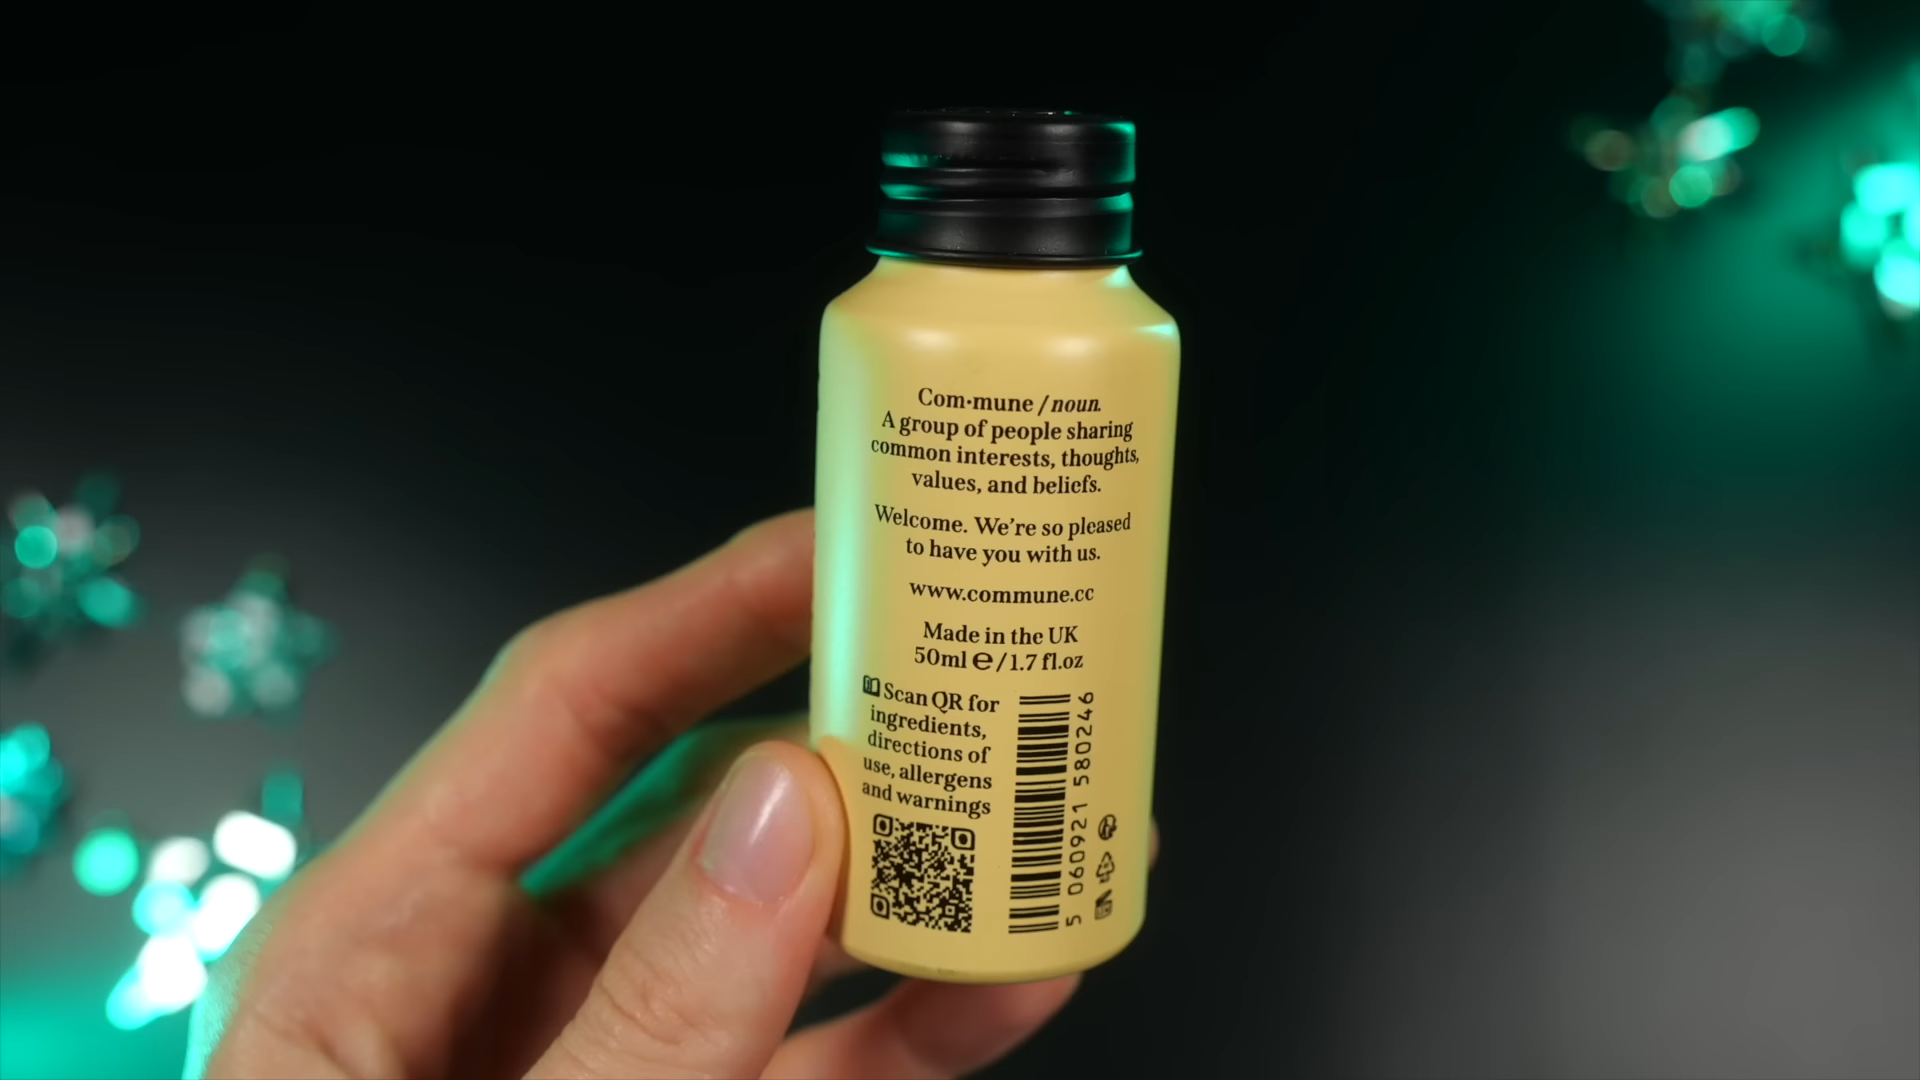 Com·mune / noun.
A group of people sharing
common interests, thoughts,
values, and beliefs.
Welcome. We're so pleased
to have you with us.
www.commune.cc
Made in the UK
50ml ℮ / 1.7 fl.oz
Scan QR for
ingredients,
directions of
use, allergens
and warnings
5 060921 580246